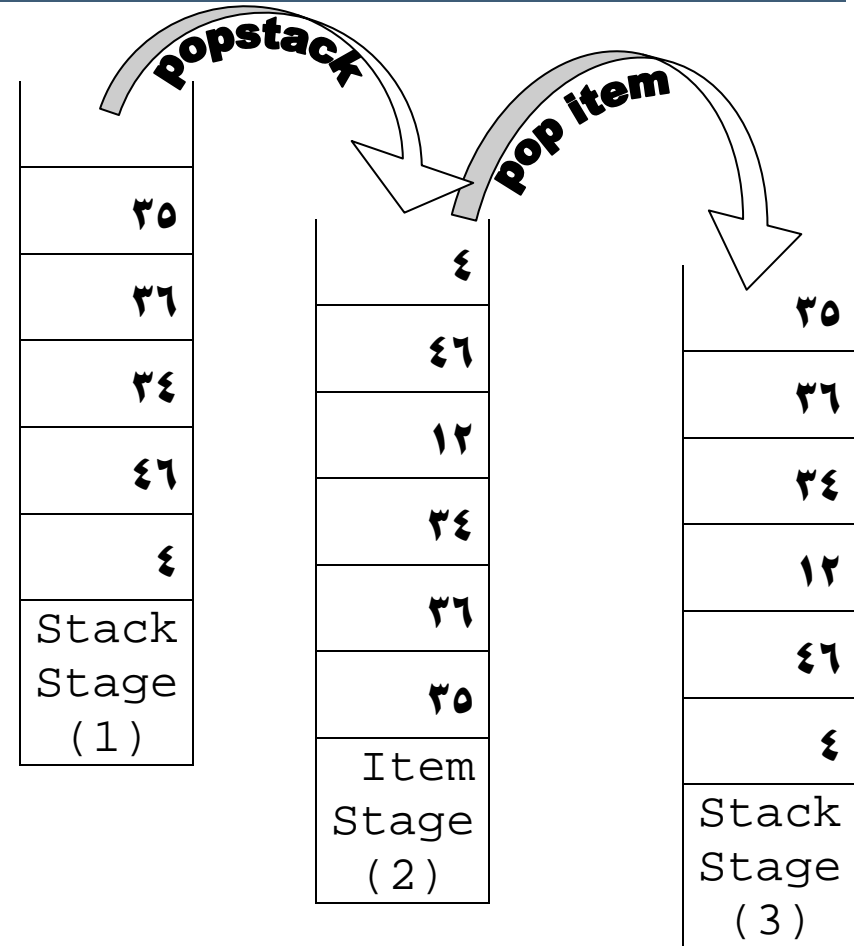 popstack
٣٥
٣٦
٣٤
٤٦
٤
Stack
Stage
(1)
pop item
٤
٤٦
١٢
٣٤
٣٦
٣٥
Item
Stage
(2)
٣٥
٣٦
٣٤
١٢
٤٦
٤
Stack
Stage
(3)